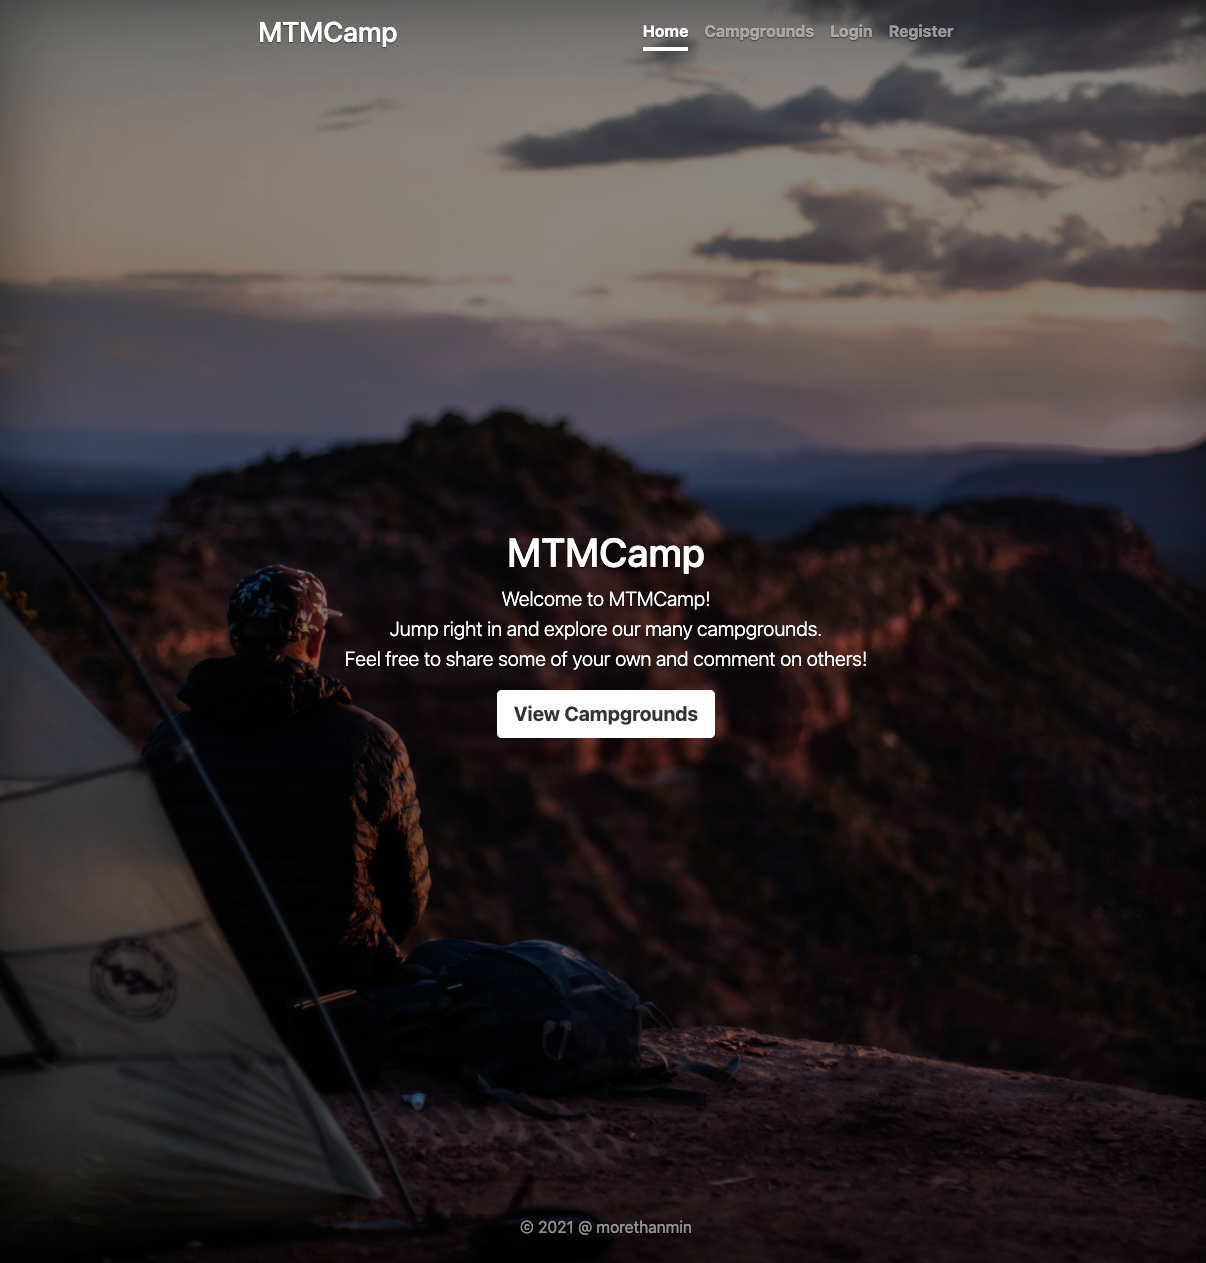 MTMCamp
Home Campgrounds Login Register
MTMCamp
Welcome to MTMCamp!
Jump right in and explore our many campgrounds.
Feel free to share some of your own and comment on others!
View Campgrounds
© 2021 @ morethanmin